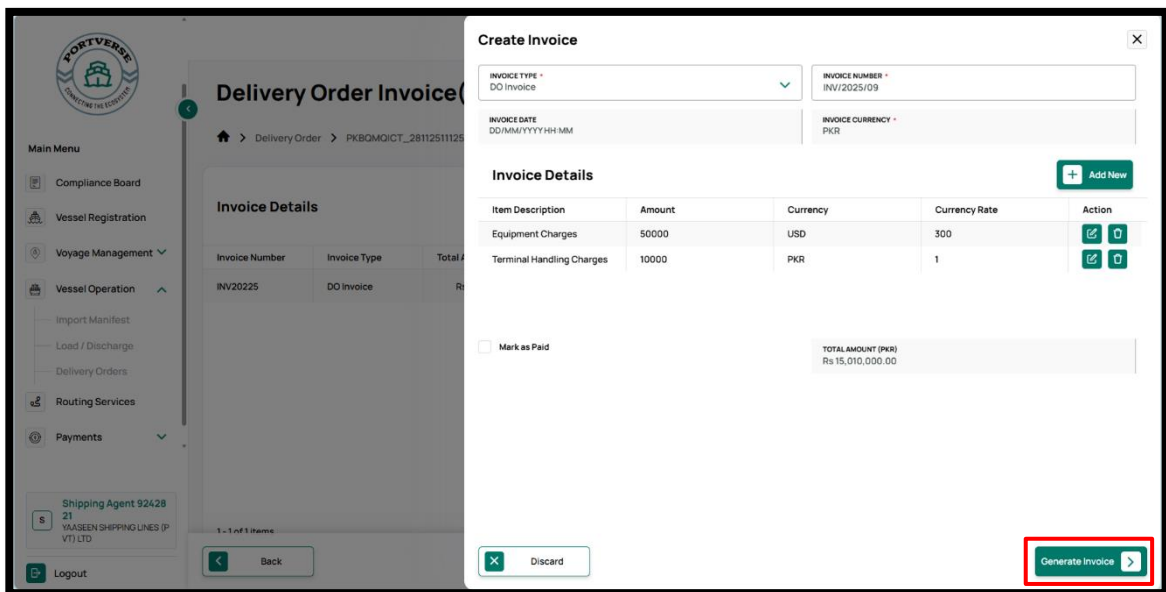 PORTVERSE
CONNECTING THE ECOSYSTEM
Main Menu
Compliance Board
Vessel Registration
Voyage Management
Vessel Operation
Import Manifest
Load / Discharge
Delivery Orders
Routing Services
Payments
S
Shipping Agent 92428
21
YAASEEN SHIPPING LINES (P
VT) LTD
Logout
Delivery Order Invoice(
Delivery Order > PKBQMQICT_28112511125
Invoice Details
Invoice Number Invoice Type Total
INV20225 DO Invoice Rs
1 - 1 of 1 items
Back
Create Invoice
INVOICE TYPE *
DO Invoice
INVOICE NUMBER *
INV/2025/09
INVOICE DATE
DD/MM/YYYY HH:MM
INVOICE CURRENCY *
PKR
Invoice Details
Add New
Item Description Amount Currency Currency Rate Action
Equipment Charges 50000 USD 300
Terminal Handling Charges 10000 PKR 1
Mark as Paid
TOTAL AMOUNT (PKR)
Rs 15,010,000.00
Discard
Generate Invoice